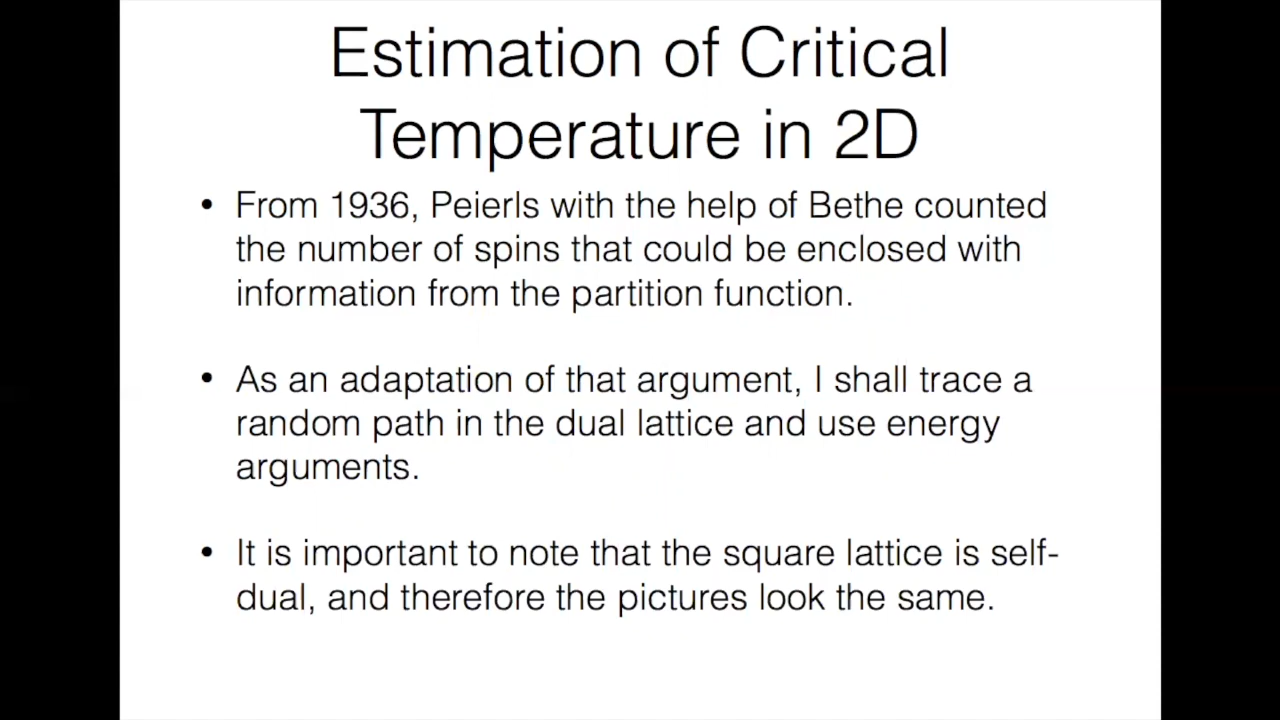 Estimation of Critical
Temperature in 2D
• From 1936, Peierls with the help of Bethe counted
the number of spins that could be enclosed with
information from the partition function.
• As an adaptation of that argument, I shall trace a
random path in the dual lattice and use energy
arguments.
• It is important to note that the square lattice is self-
dual, and therefore the pictures look the same.